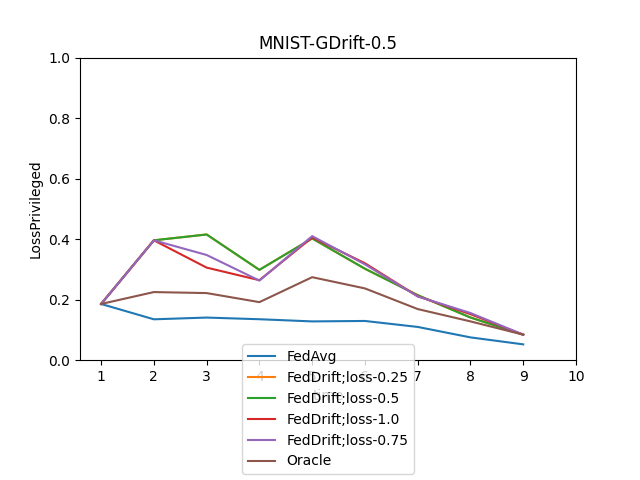 MNIST-GDrift-0.5
LossPrivileged
1.0
0.8
0.6
0.4
0.2
0.0
1 2 3 4 5 6 7 8 9 10
FedAvg
FedDrift;loss-0.25
FedDrift;loss-0.5
FedDrift;loss-1.0
FedDrift;loss-0.75
Oracle